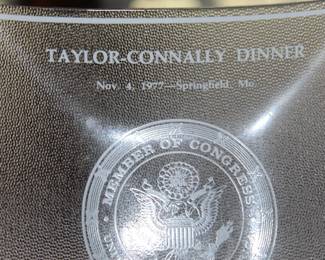 TAYLOR-CONNALLY DINNER
Nov. 4, 1977—Springfield, Mo.
MEMBER OF CONGRESS